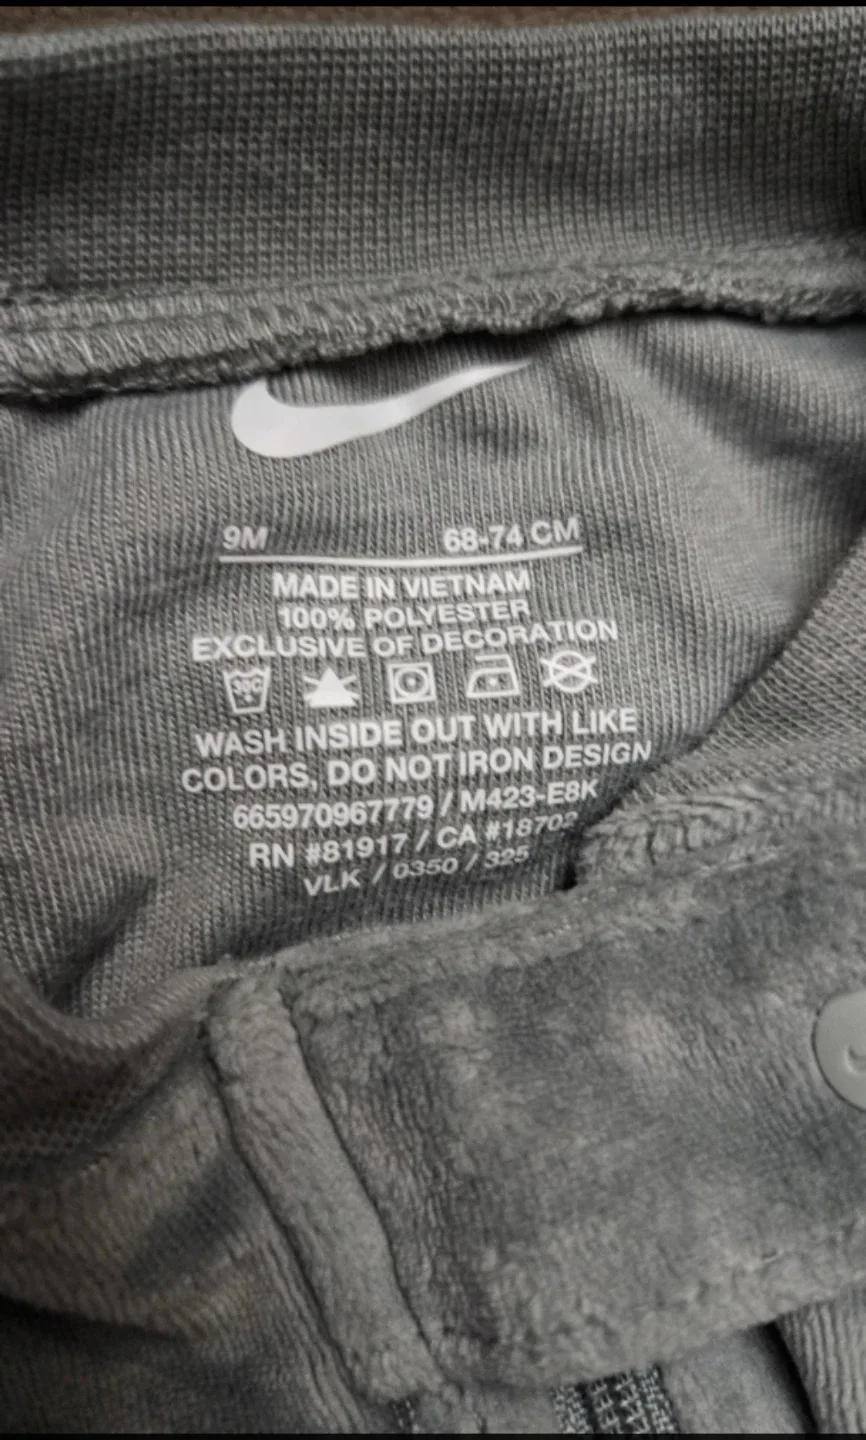 9M 68-74 CM
MADE IN VIETNAM
100% POLYESTER
EXCLUSIVE OF DECORATION
30C
WASH INSIDE OUT WITH LIKE
COLORS, DO NOT IRON DESIGN
665970967779 / M423-E8K
RN #81917 / CA #18702
VLK / 0350 / 325